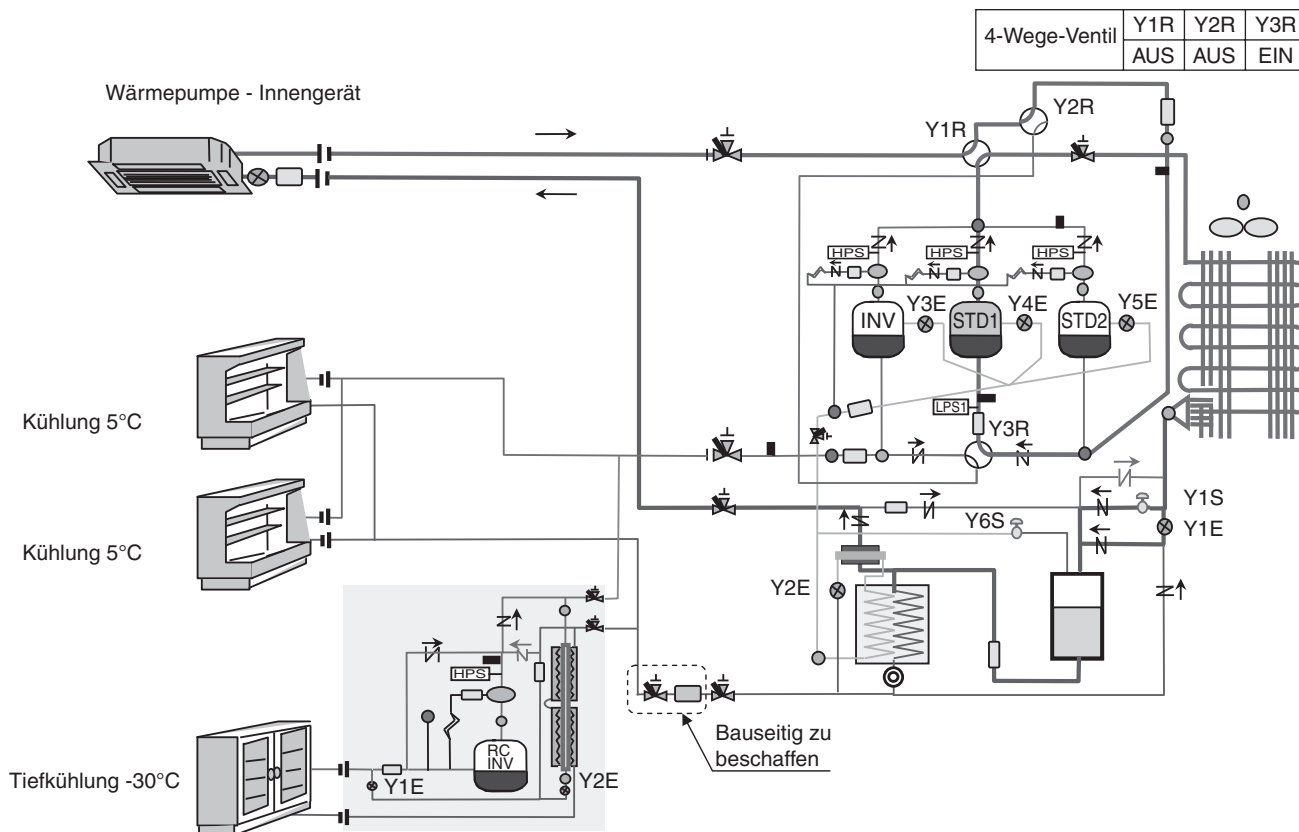 4-Wege-Ventil Y1R Y2R Y3R
AUS AUS EIN
Wärmepumpe - Innengerät
Y2R
Y1R
HPS HPS HPS
INV Y3E STD1 Y4E STD2 Y5E
LPS1
Y3R
Kühlung 5°C
Kühlung 5°C
Y6S
Y1S
Y1E
Y2E
HPS
Bauseitig zu
beschaffen
RC
INV
Tiefkühlung -30°C
Y1E
Y2E